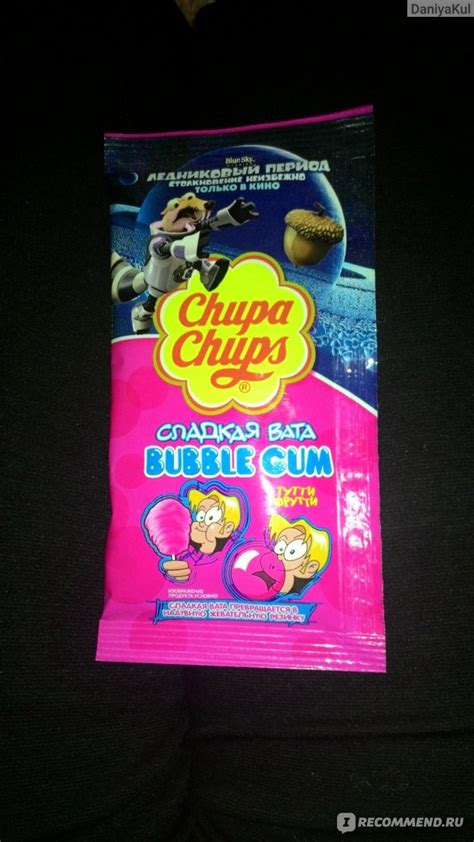 DaniyaKul
Blue Sky
ЛЕДНИКОВЫЙ ПЕРИОД
СТОЛКНОВЕНИЕ НЕИЗБЕЖНО
ТОЛЬКО В КИНО
Chupa
Chups
®
СЛАДКАЯ ВАТА
BUBBLE GUM
ТУТТИ
ФРУТТИ
ИЗОБРАЖЕНИЕ
ПРОДУКТА УСЛОВНО
СЛАДКАЯ ВАТА ПРЕВРАЩАЕТСЯ В
НАДУВНУЮ ЖЕВАТЕЛЬНУЮ РЕЗИНКУ
I RECOMMEND.RU